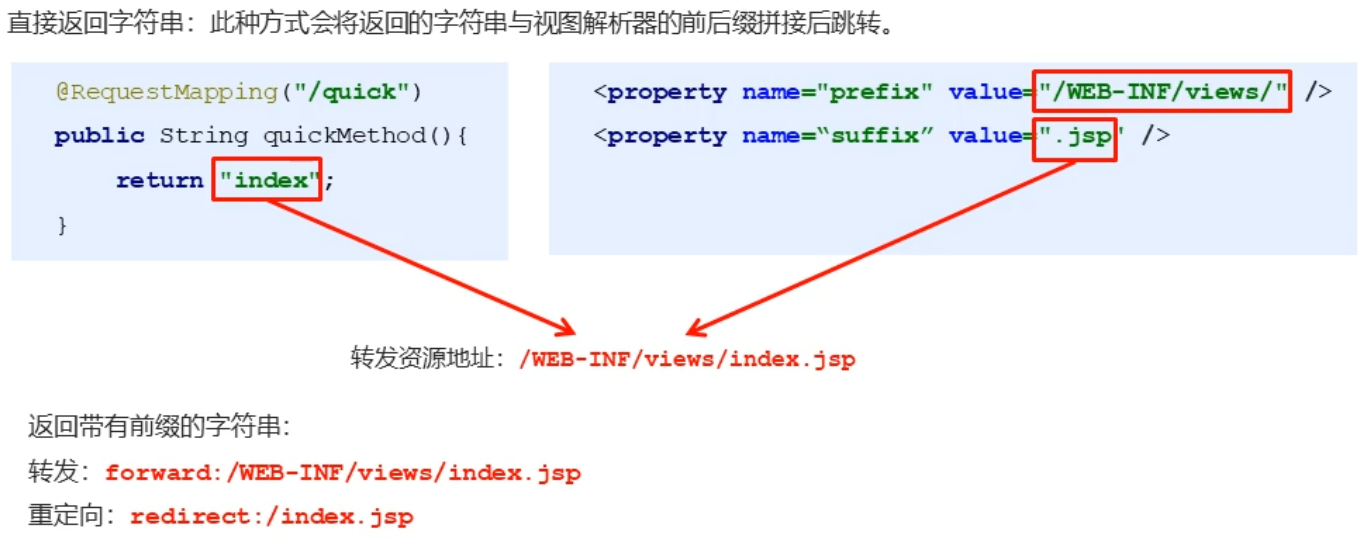 直接返回字符串：此种方式会将返回的字符串与视图解析器的前后缀拼接后跳转。
@RequestMapping("/quick")
public String quickMethod(){
return "index";
}
<property name="prefix" value="/WEB-INF/views/" />
<property name=“suffix” value=".jsp" />
转发资源地址：/WEB-INF/views/index.jsp
返回带有前缀的字符串：
转发：forward:/WEB-INF/views/index.jsp
重定向：redirect:/index.jsp